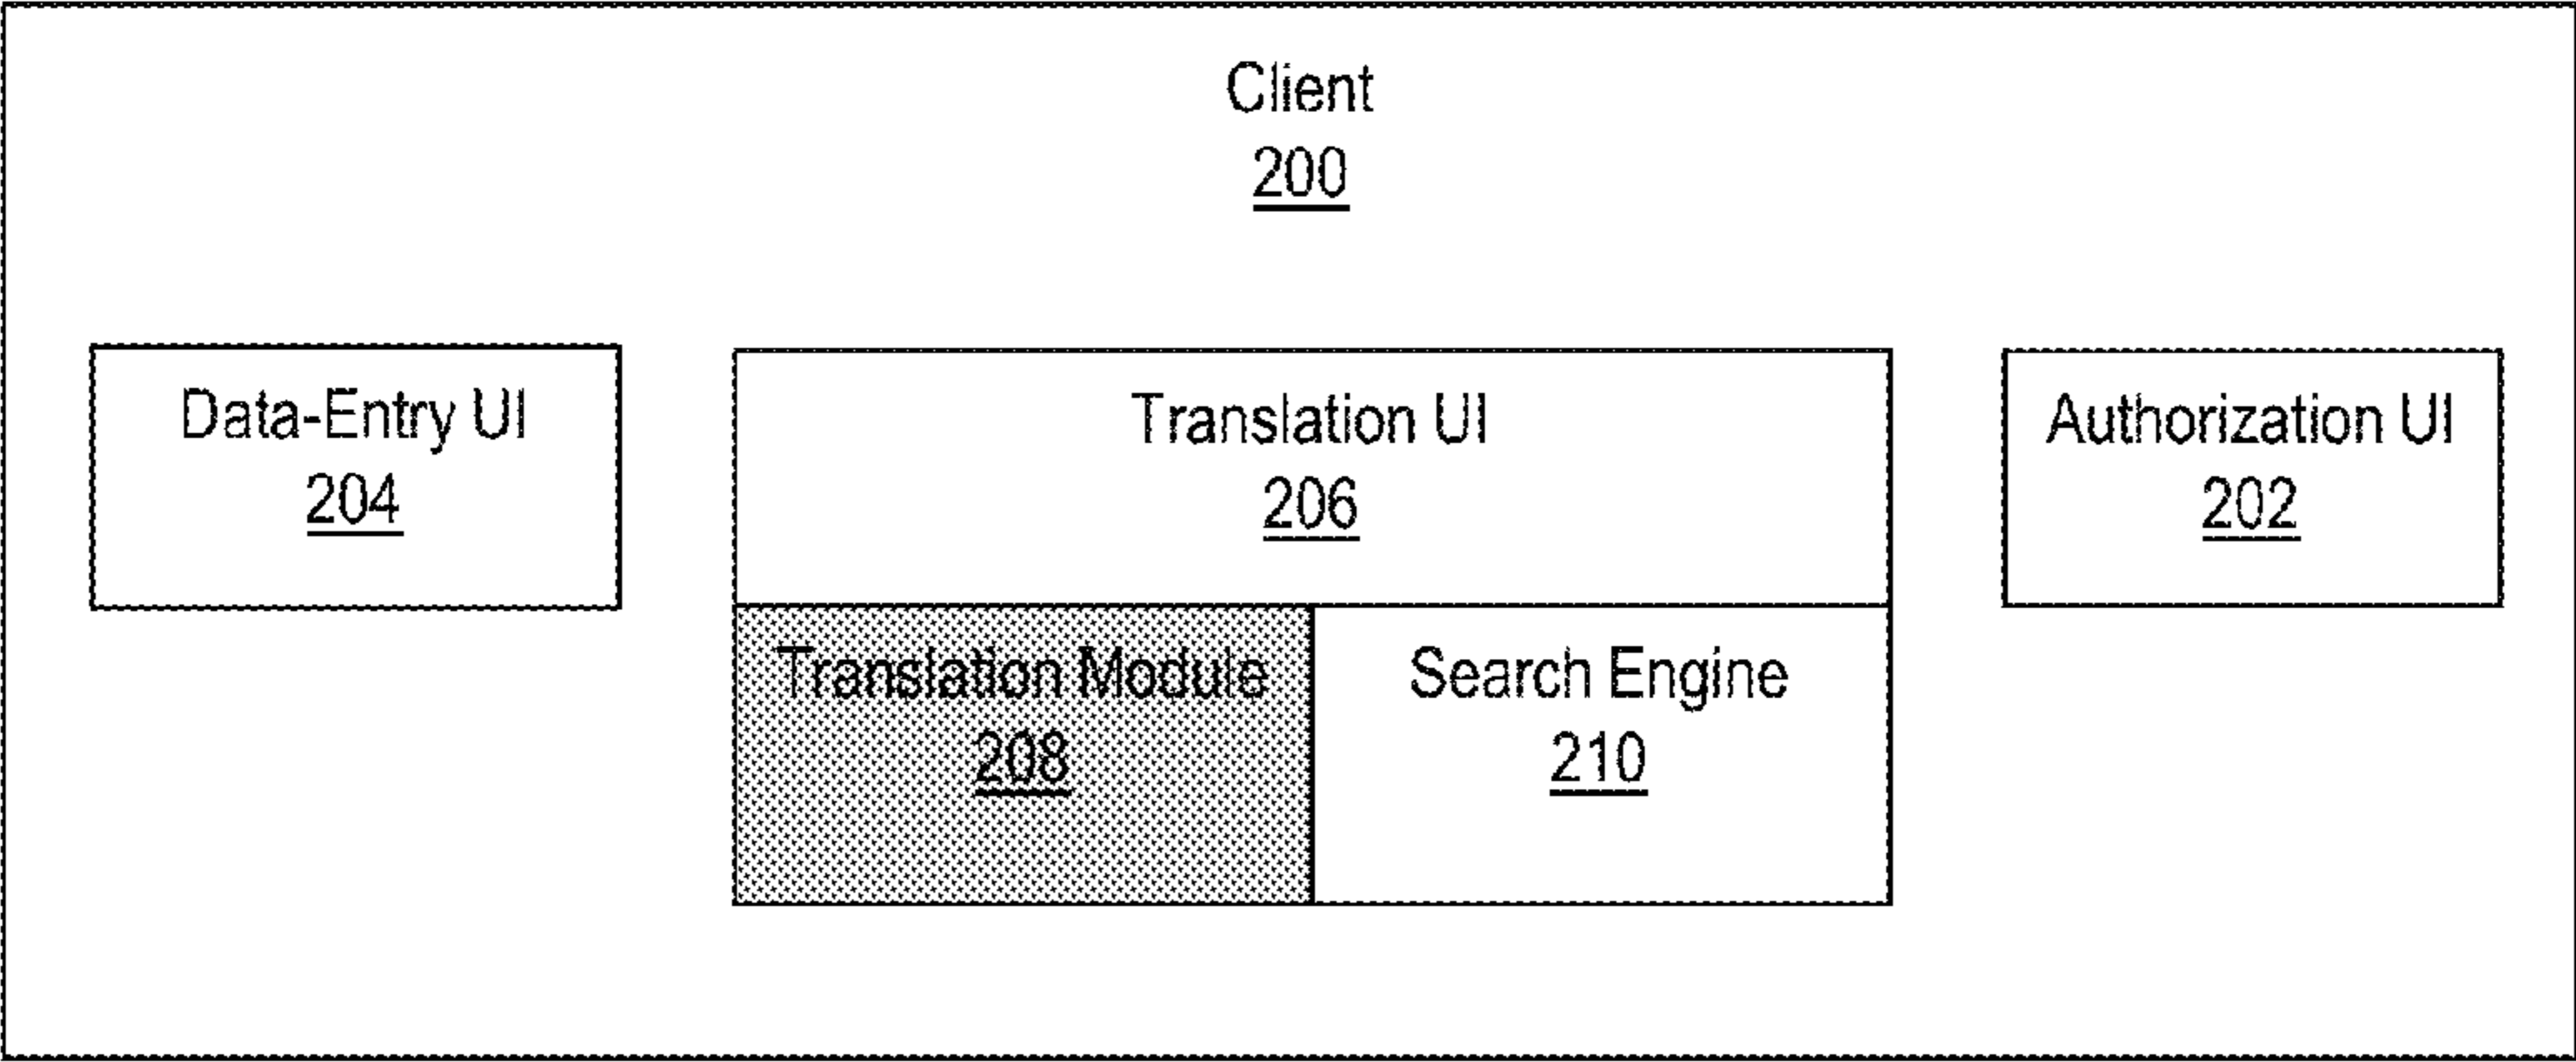 Client
200
Data-Entry UI
204
Translation UI
206
Authorization UI
202
Translation Module
208
Search Engine
210